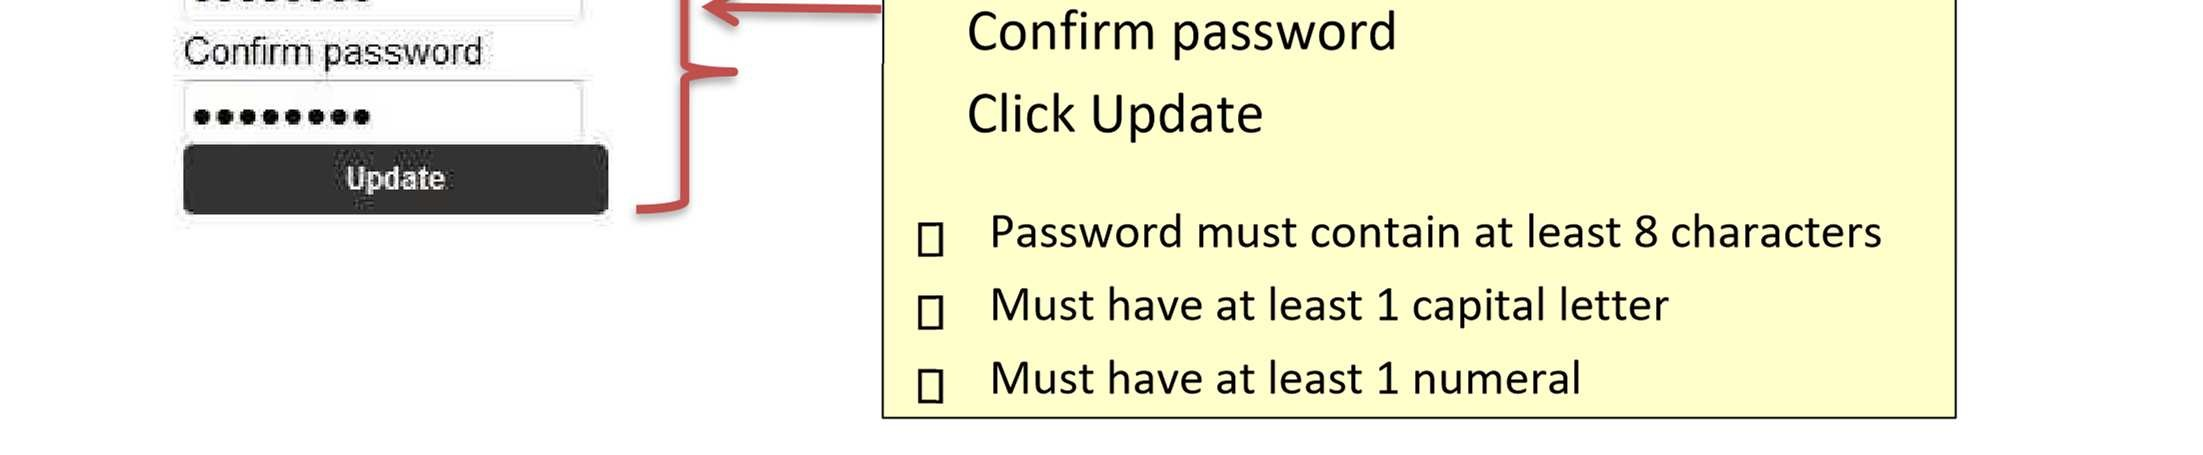 Confirm password
••••••••
Update
Confirm password
Click Update
Password must contain at least 8 characters
Must have at least 1 capital letter
Must have at least 1 numeral